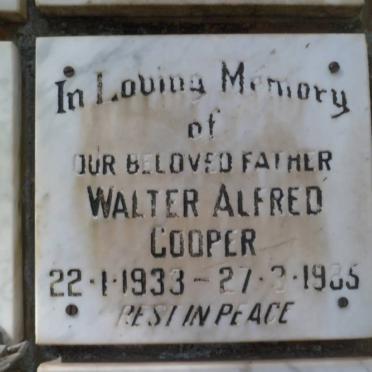 In Loving Memory
of
OUR BELOVED FATHER
WALTER ALFRED
COOPER
22·1·1933 –
REST IN PEACE